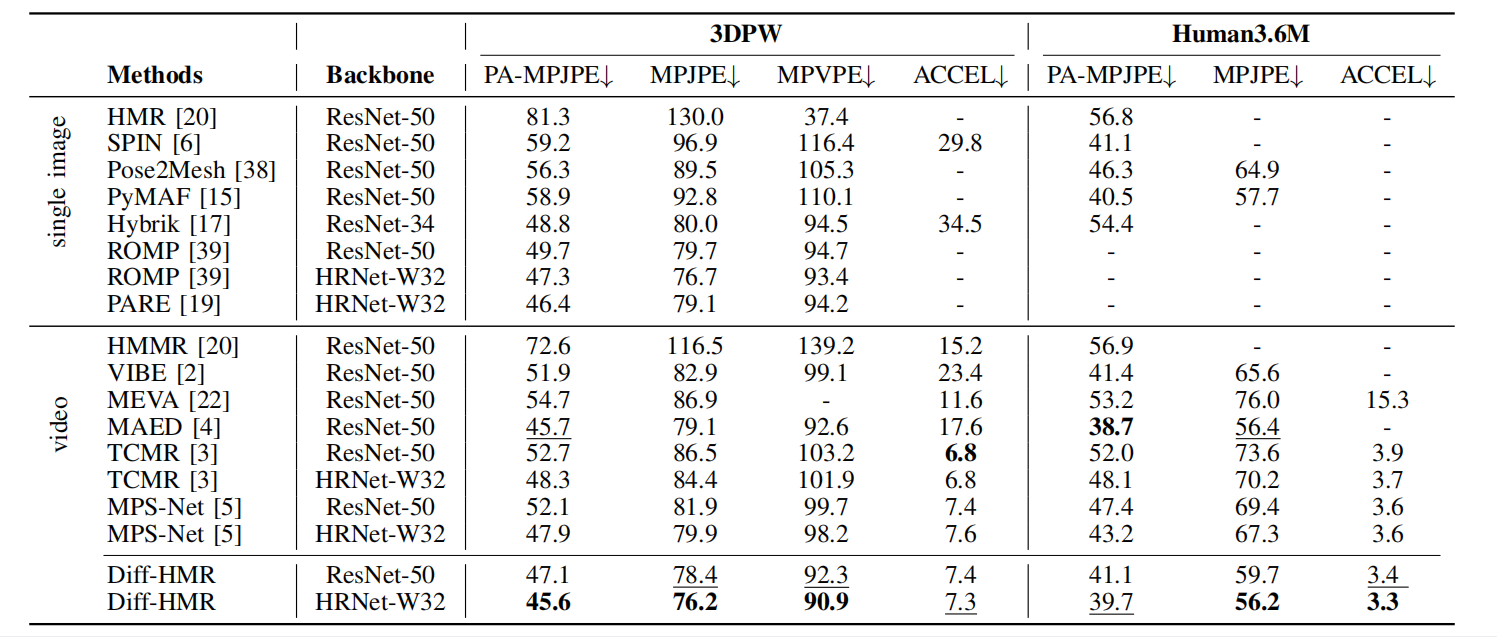 3DPW Human3.6M
Methods Backbone PA-MPJPE↓ MPJPE↓ MPVPE↓ ACCEL↓ PA-MPJPE↓ MPJPE↓ ACCEL↓
single image
HMR [20] ResNet-50 81.3 130.0 37.4 - 56.8 - -
SPIN [6] ResNet-50 59.2 96.9 116.4 29.8 41.1 - -
Pose2Mesh [38] ResNet-50 56.3 89.5 105.3 - 46.3 64.9 -
PyMAF [15] ResNet-50 58.9 92.8 110.1 - 40.5 57.7 -
Hybrik [17] ResNet-34 48.8 80.0 94.5 34.5 54.4 - -
ROMP [39] ResNet-50 49.7 79.7 94.7 - - - -
ROMP [39] HRNet-W32 47.3 76.7 93.4 - - - -
PARE [19] HRNet-W32 46.4 79.1 94.2 - - - -
video
HMMR [20] ResNet-50 72.6 116.5 139.2 15.2 56.9 - -
VIBE [2] ResNet-50 51.9 82.9 99.1 23.4 41.4 65.6 -
MEVA [22] ResNet-50 54.7 86.9 - 11.6 53.2 76.0 15.3
MAED [4] ResNet-50 45.7 79.1 92.6 17.6 38.7 56.4 -
TCMR [3] ResNet-50 52.7 86.5 103.2 6.8 52.0 73.6 3.9
TCMR [3] HRNet-W32 48.3 84.4 101.9 6.8 48.1 70.2 3.7
MPS-Net [5] ResNet-50 52.1 81.9 99.7 7.4 47.4 69.4 3.6
MPS-Net [5] HRNet-W32 47.9 79.9 98.2 7.6 43.2 67.3 3.6
Diff-HMR ResNet-50 47.1 78.4 92.3 7.4 41.1 59.7 3.4
Diff-HMR HRNet-W32 45.6 76.2 90.9 7.3 39.7 56.2 3.3